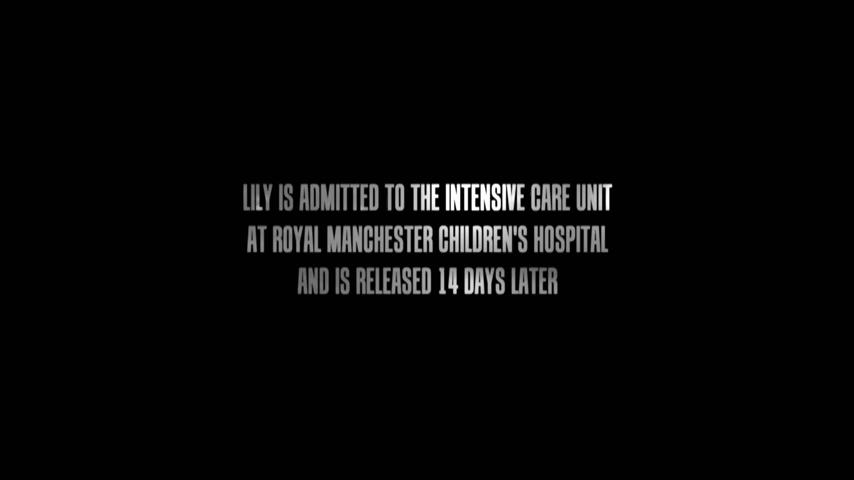 LILY IS ADMITTED TO THE INTENSIVE CARE UNIT
AT ROYAL MANCHESTER CHILDREN'S HOSPITAL
AND IS RELEASED 14 DAYS LATER